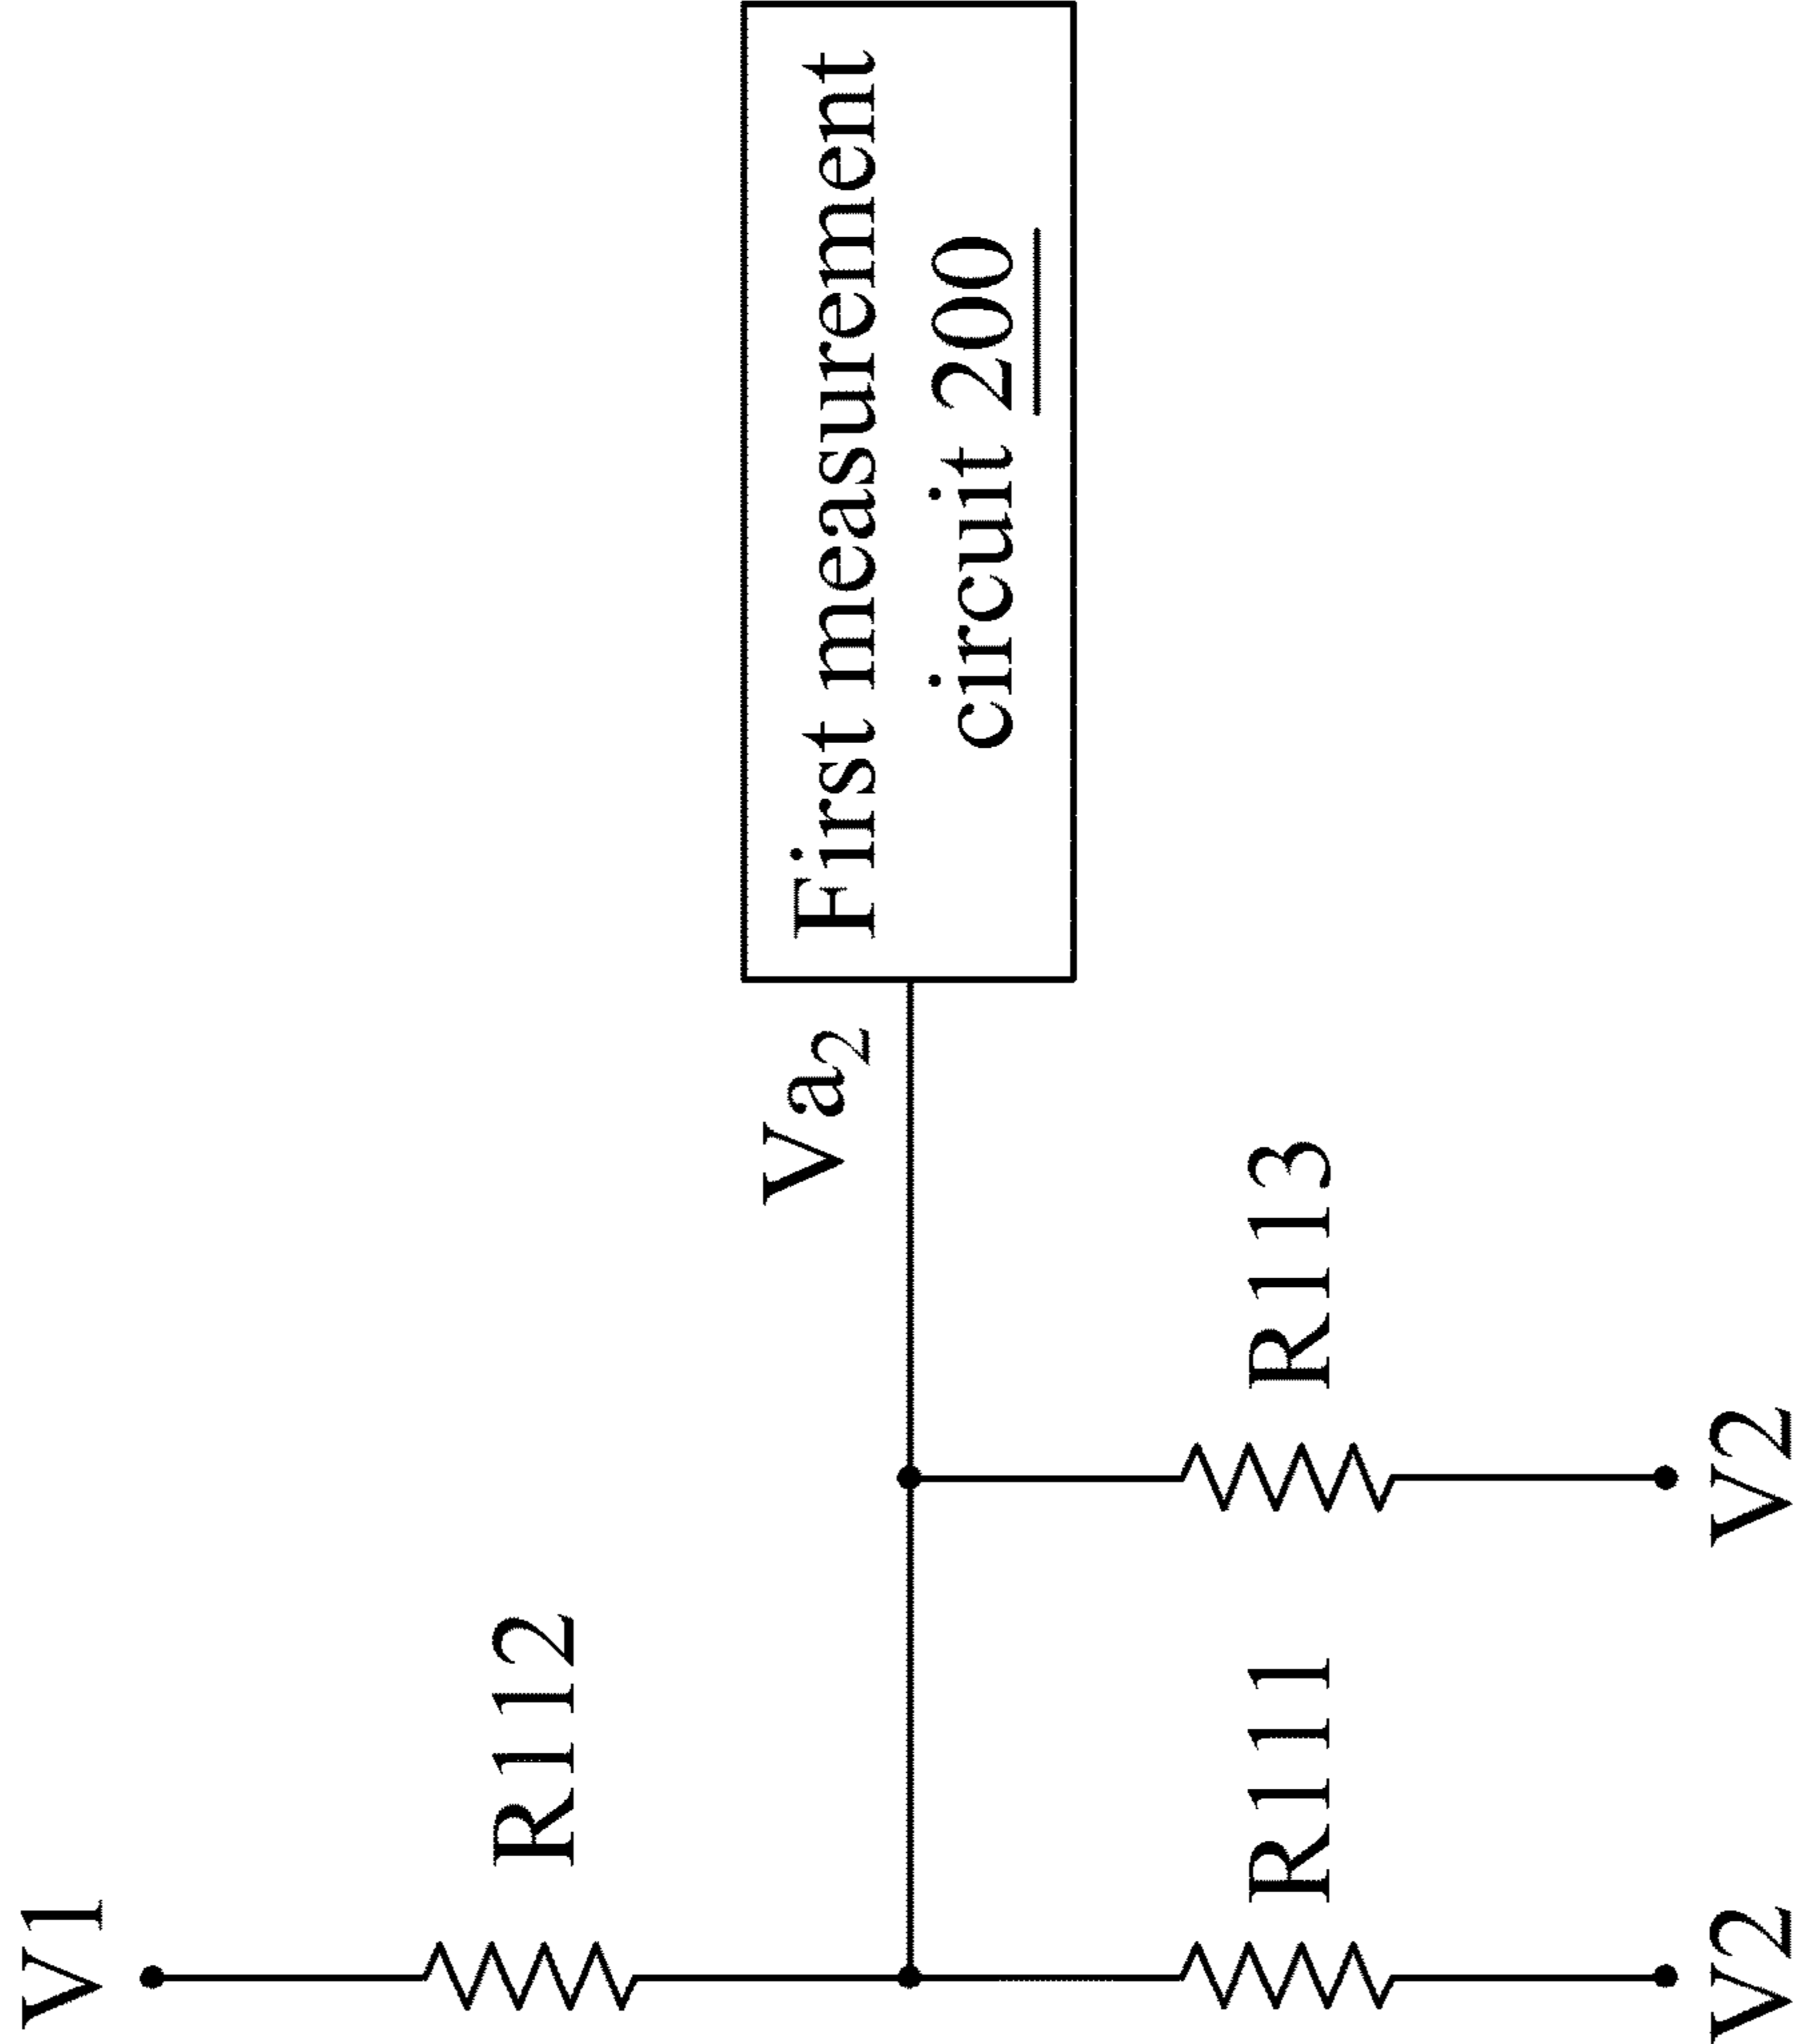 V1
R112
Va2
First measurement
circuit 200
R111
R113
V2
V2